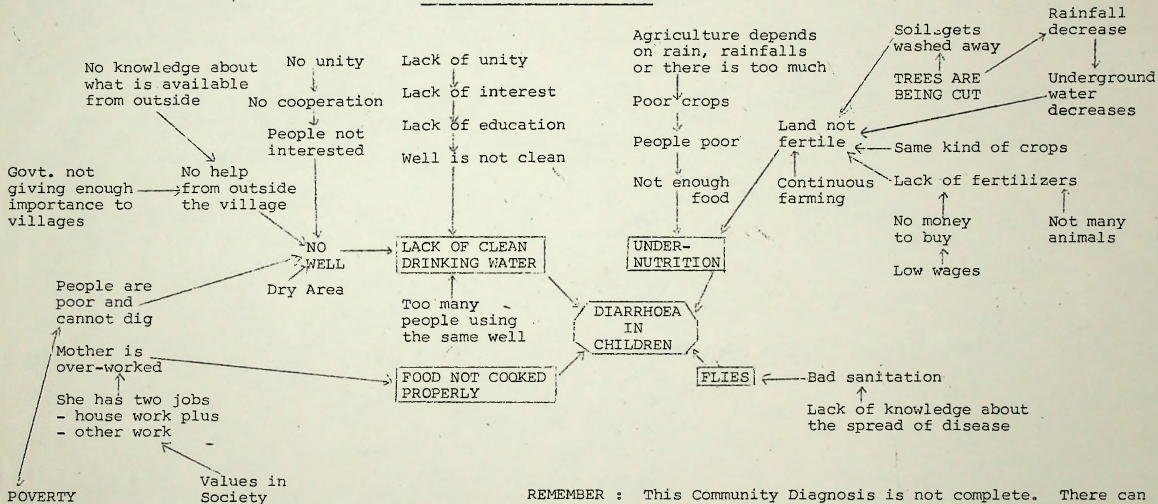 Rainfall
decrease
Soil gets
washed away
TREES ARE
BEING CUT
Underground
water
decreases
Agriculture depends
on rain, rainfalls
or there is too much
Poor crops
People poor
Not enough
food
Land not
fertile
Same kind of crops
Continuous
farming
Lack of fertilizers
No money
to buy
Low wages
Not many
animals
UNDER-
NUTRITION
No knowledge about
what is available
from outside
No unity
No cooperation
People not
interested
Lack of unity
Lack of interest
Lack of education
Well is not clean
Govt. not
giving enough
importance to
villages
No help
from outside
the village
NO
WELL
Dry Area
LACK OF CLEAN
DRINKING WATER
Too many
people using
the same well
People are
poor and
cannot dig
Mother is
over-worked
She has two jobs
- house work plus
- other work
Values in
Society
POVERTY
FOOD NOT COOKED
PROPERLY
DIARRHOEA
IN
CHILDREN
FLIES
Bad sanitation
Lack of knowledge about
the spread of disease
REMEMBER : This Community Diagnosis is not complete. There can